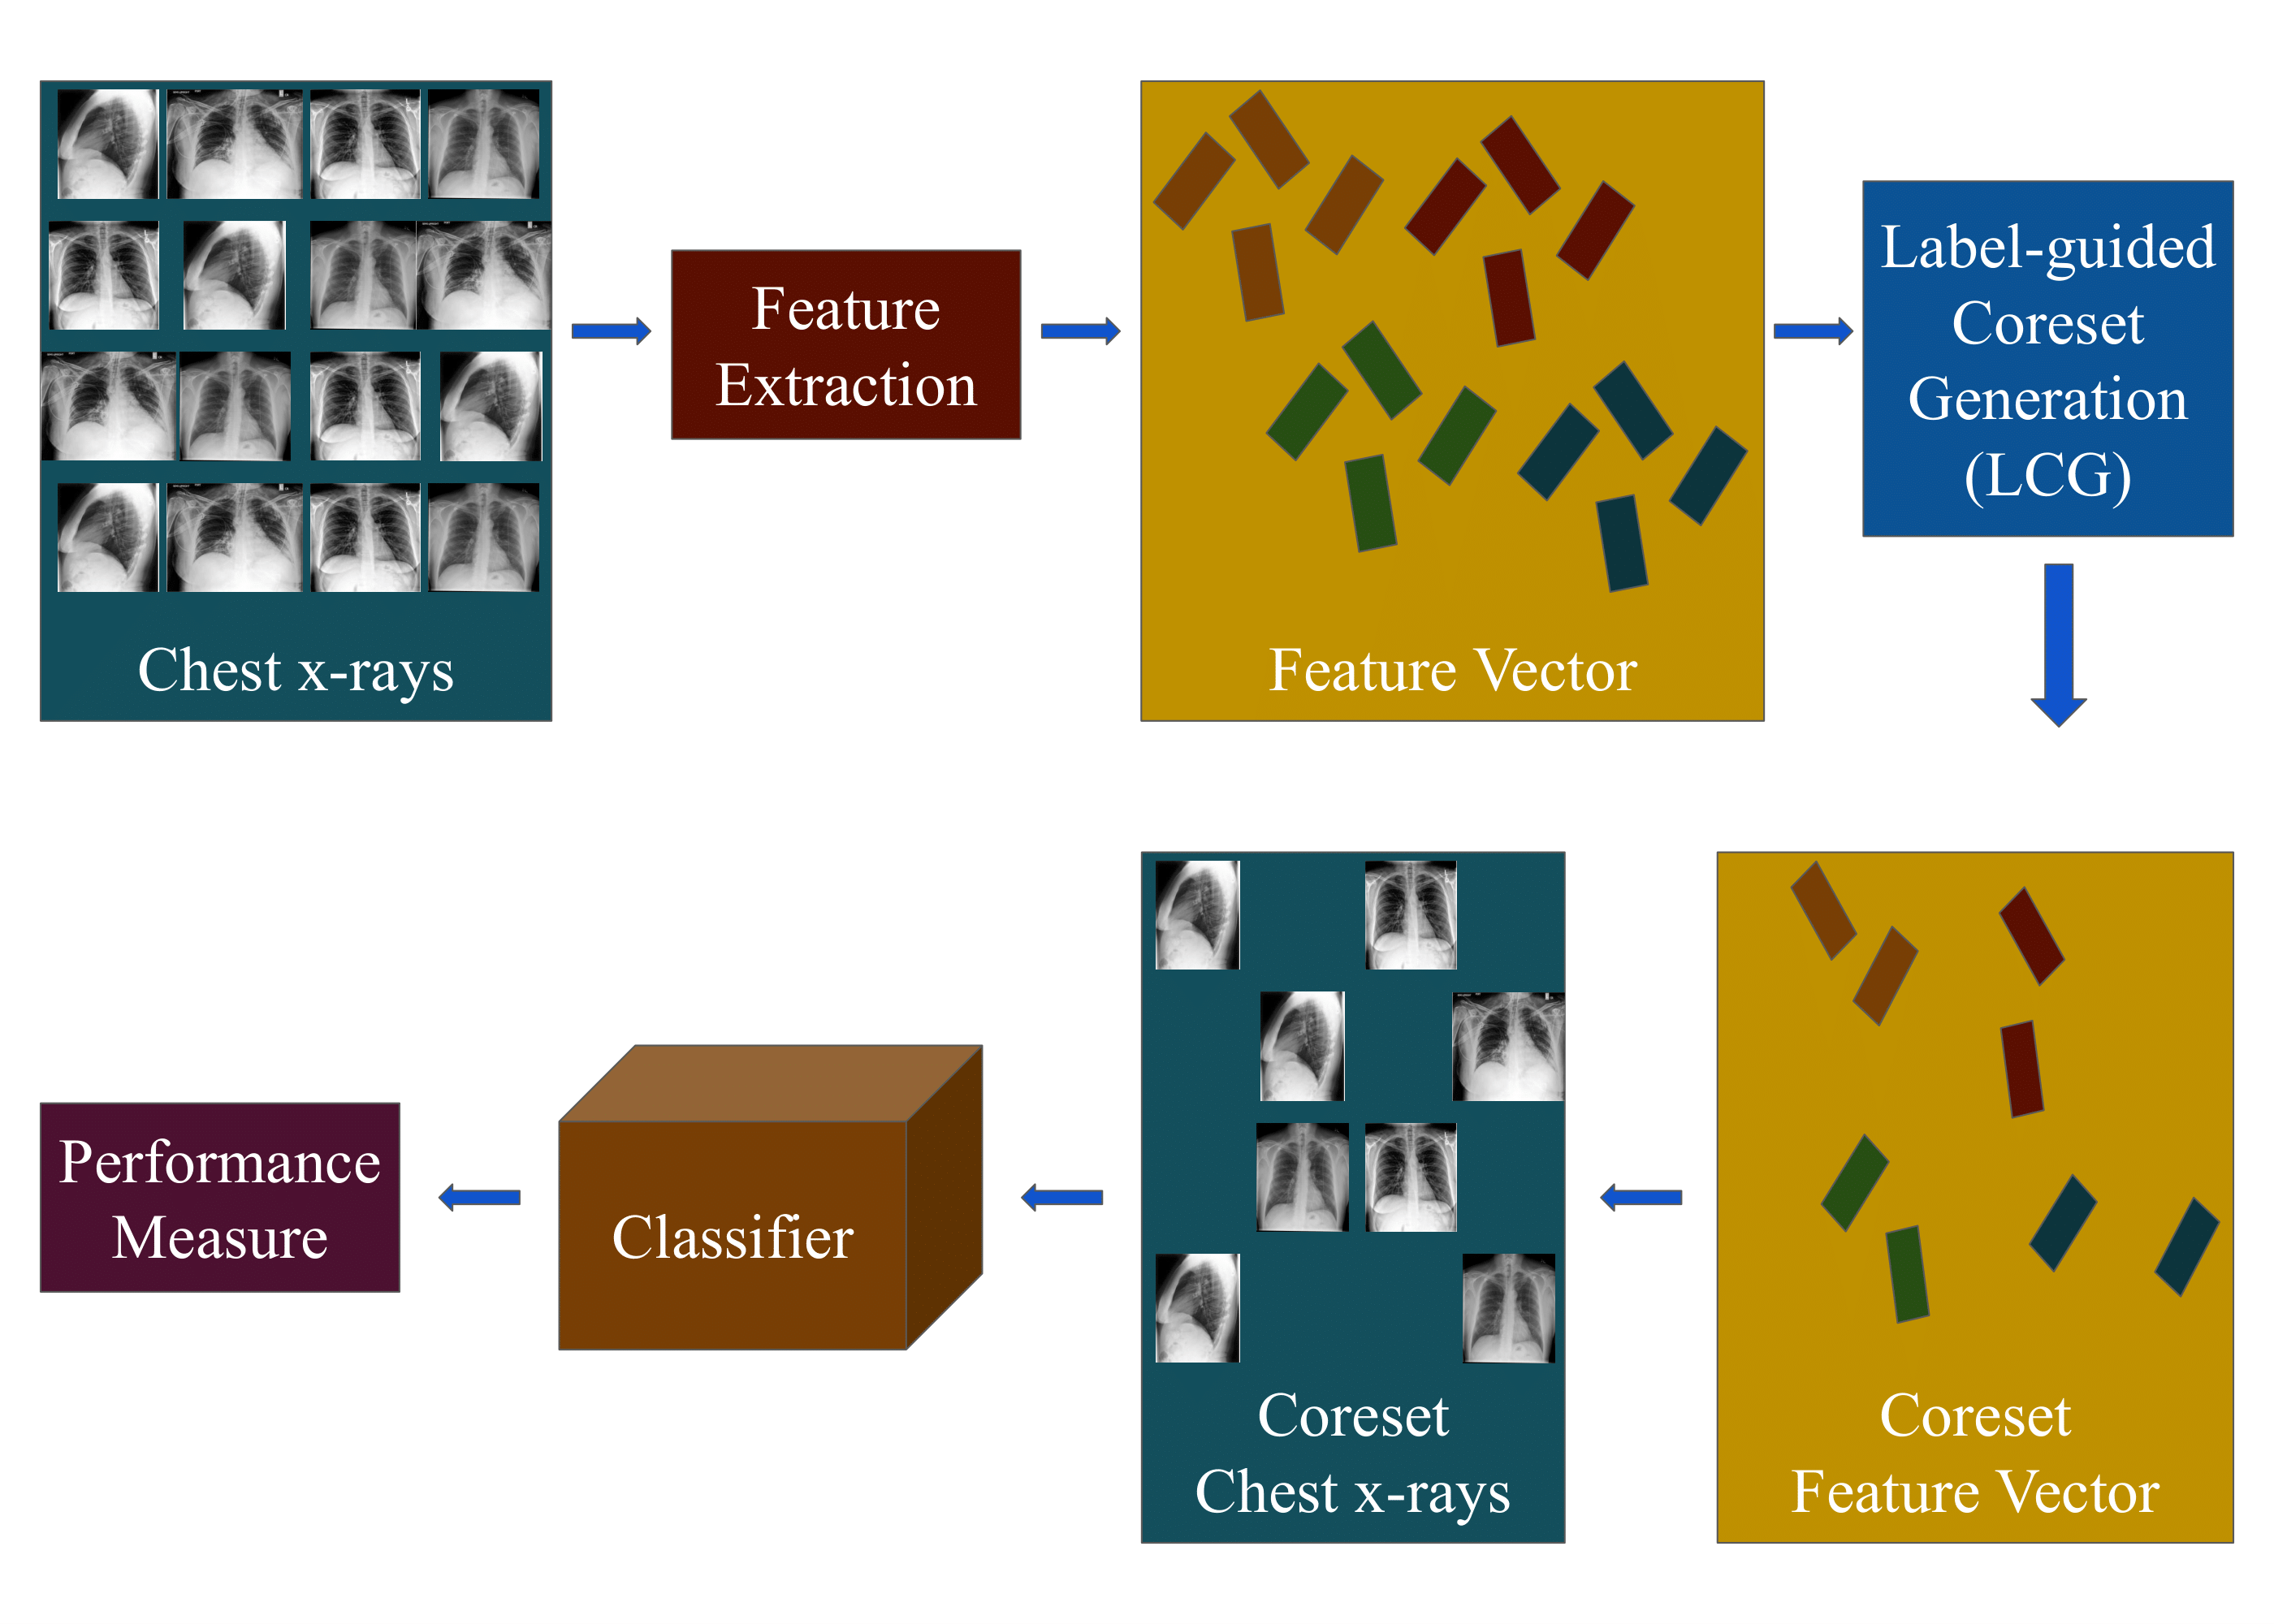 Chest x-rays
Feature
Extraction
Feature Vector
Label-guided
Coreset
Generation
(LCG)
Coreset
Feature Vector
Coreset
Chest x-rays
Classifier
Performance
Measure